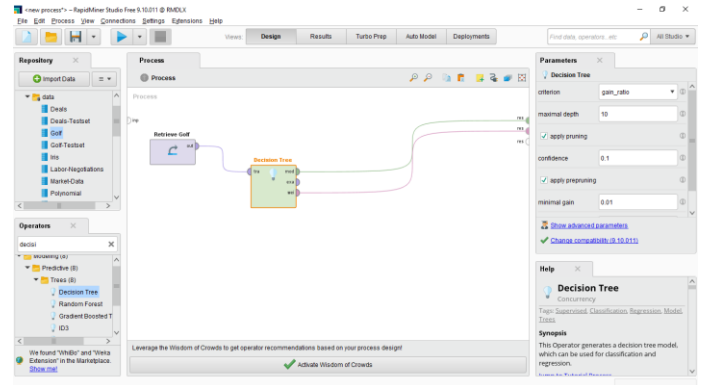 <new process*> – RapidMiner Studio Free 9.10.011 @ RMDLX
File Edit Process View Connections Settings Extensions Help
Views: Design Results Turbo Prep Auto Model Deployments
Find data, operators...etc All Studio
Repository
Import Data
data
Deals
Deals-Testset
Golf
Golf-Testset
Iris
Labor-Negotiations
Market-Data
Polynomial
Operators
decisi
Modeling (8)
Predictive (8)
Trees (8)
Decision Tree
Random Forest
Gradient Boosted T
ID3
We found "WhiBo" and "Weka
Extension" in the Marketplace.
Show me!
Process
Process
Process
inp
Retrieve Golf
out
Decision Tree
tra
mod
exa
wei
res
res
res
Leverage the Wisdom of Crowds to get operator recommendations based on your process design!
Activate Wisdom of Crowds
Parameters
Decision Tree
criterion gain_ratio
maximal depth 10
apply pruning
confidence 0.1
apply prepruning
minimal gain 0.01
Show advanced parameters
Change compatibility (9.10.011)
Help
Decision Tree
Concurrency
Tags: Supervised, Classification, Regression, Model,
Trees
Synopsis
This Operator generates a decision tree model,
which can be used for classification and
regression.
Jump to Tutorial Process